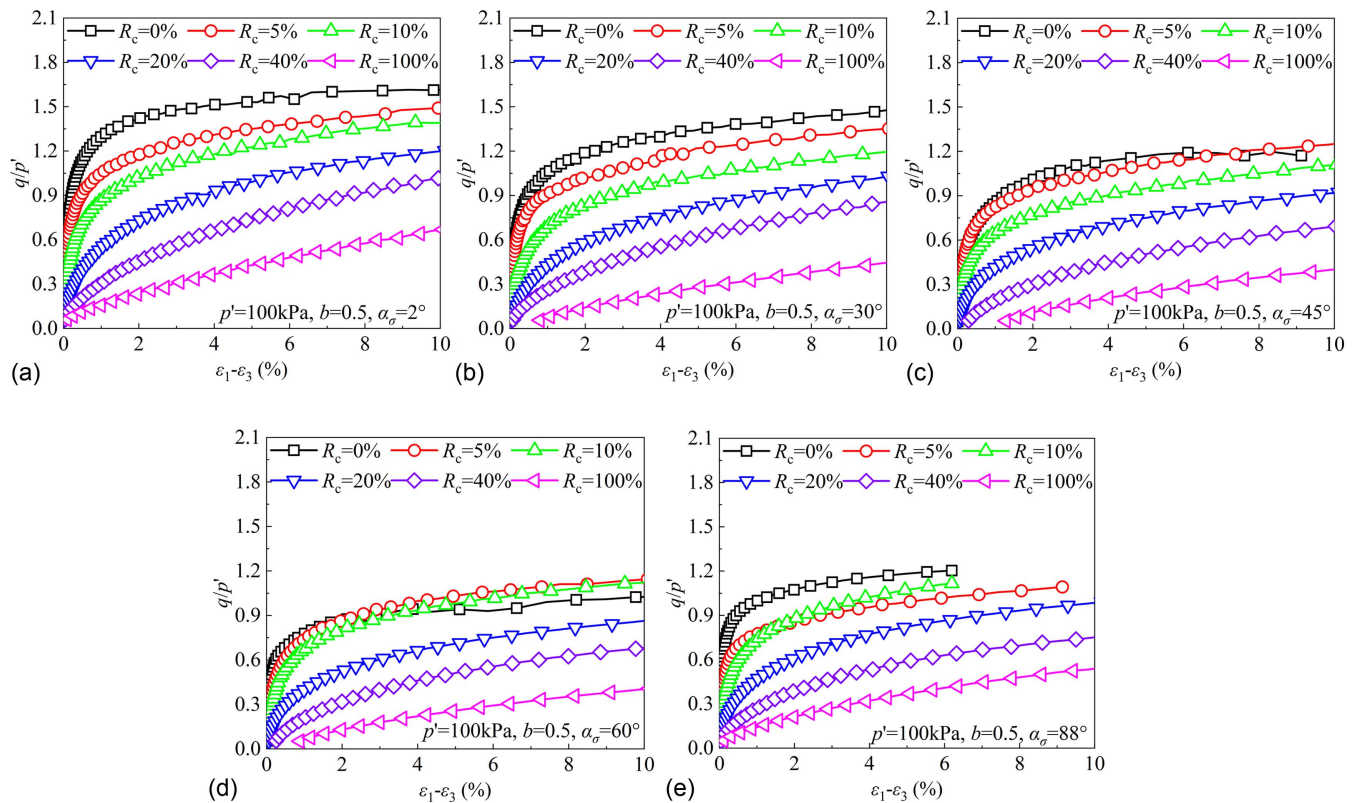 R_c=0% R_c=5% R_c=10%
R_c=20% R_c=40% R_c=100%
2.1
1.8
1.5
1.2
0.9
0.6
0.3
0.0
q/p'
p'=100kPa, b=0.5, α_σ=2°
0 2 4 6 8 10
ε₁-ε₃ (%)
(a)
R_c=0% R_c=5% R_c=10%
R_c=20% R_c=40% R_c=100%
2.1
1.8
1.5
1.2
0.9
0.6
0.3
0.0
q/p'
p'=100kPa, b=0.5, α_σ=30°
0 2 4 6 8 10
ε₁-ε₃ (%)
(b)
R_c=0% R_c=5% R_c=10%
R_c=20% R_c=40% R_c=100%
2.1
1.8
1.5
1.2
0.9
0.6
0.3
0.0
q/p'
p'=100kPa, b=0.5, α_σ=45°
0 2 4 6 8 10
ε₁-ε₃ (%)
(c)
R_c=0% R_c=5% R_c=10%
R_c=20% R_c=40% R_c=100%
2.1
1.8
1.5
1.2
0.9
0.6
0.3
0.0
q/p'
p'=100kPa, b=0.5, α_σ=60°
0 2 4 6 8 10
ε₁-ε₃ (%)
(d)
R_c=0% R_c=5% R_c=10%
R_c=20% R_c=40% R_c=100%
2.1
1.8
1.5
1.2
0.9
0.6
0.3
0.0
q/p'
p'=100kPa, b=0.5, α_σ=88°
0 2 4 6 8 10
ε₁-ε₃ (%)
(e)